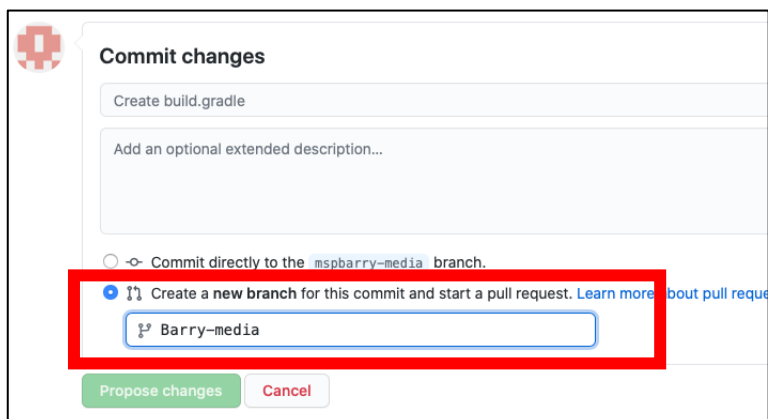 Commit changes
Create build.gradle
Add an optional extended description...
Commit directly to the mspbarry-media branch.
Create a new branch for this commit and start a pull request. Learn more about pull reque
Barry-media
Propose changes Cancel